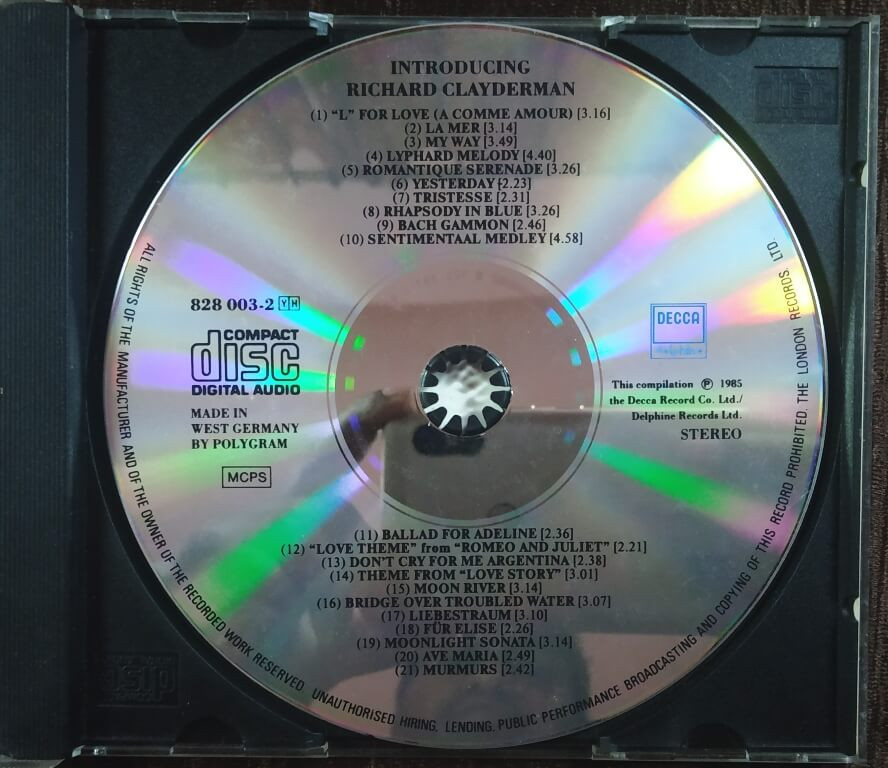 INTRODUCING
RICHARD CLAYDERMAN
(1) "L" FOR LOVE (A COMME AMOUR) [3.16]
(2) LA MER [3.14]
(3) MY WAY [3.49]
(4) LYPHARD MELODY [4.40]
(5) ROMANTIQUE SERENADE [3.26]
(6) YESTERDAY [2.23]
(7) TRISTESSE [2.31]
(8) RHAPSODY IN BLUE [3.26]
(9) BACH GAMMON [2.46]
(10) SENTIMENTAAL MEDLEY [4.58]
828 003-2 YH
COMPACT
disc
DIGITAL AUDIO
MADE IN
WEST GERMANY
BY POLYGRAM
MCPS
DECCA
delphine
This compilation Ⓟ 1985
the Decca Record Co. Ltd./
Delphine Records Ltd.
STEREO
(11) BALLAD FOR ADELINE [2.36]
(12) "LOVE THEME" from "ROMEO AND JULIET" [2.21]
(13) DON'T CRY FOR ME ARGENTINA [2.38]
(14) THEME FROM "LOVE STORY" [3.01]
(15) MOON RIVER [3.14]
(16) BRIDGE OVER TROUBLED WATER [3.07]
(17) LIEBESTRAUM [3.10]
(18) FÜR ELISE [2.26]
(19) MOONLIGHT SONATA [3.14]
(20) AVE MARIA [2.49]
(21) MURMURS [2.42]
ALL RIGHTS OF THE MANUFACTURER AND OF THE OWNER OF THE RECORDED WORK RESERVED. UNAUTHORISED HIRING, LENDING, PUBLIC PERFORMANCE BROADCASTING AND COPYING OF THIS RECORD PROHIBITED. THE LONDON RECORDS LTD.